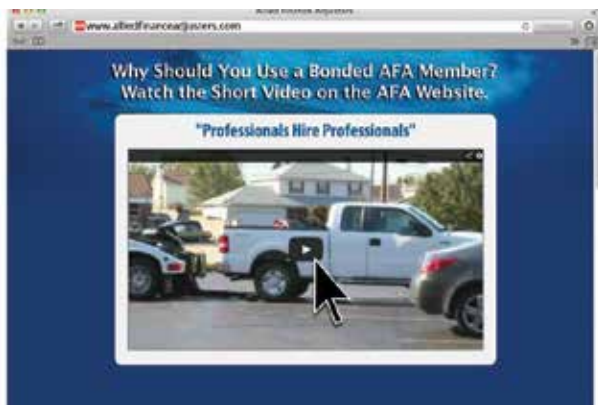 www.alliedfinanceadjusters.com
Why Should You Use a Bonded AFA Member?
Watch the Short Video on the AFA Website.
"Professionals Hire Professionals"